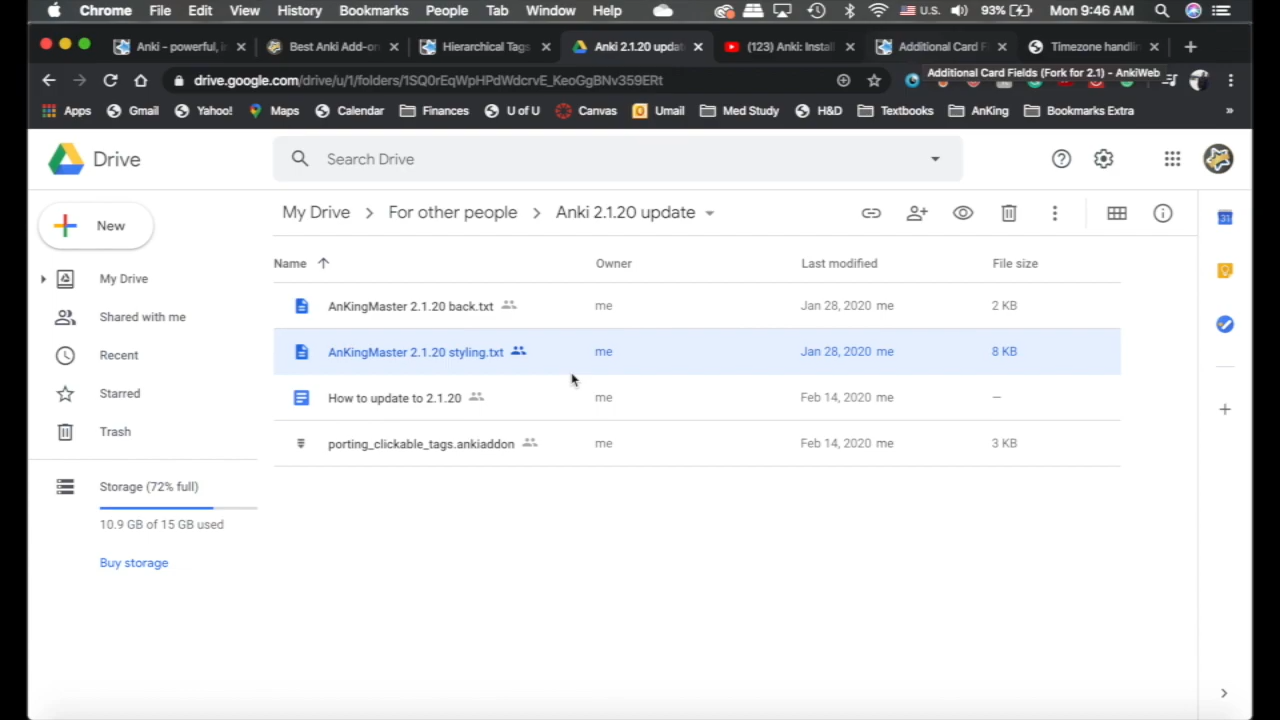 Chrome File Edit View History Bookmarks People Tab Window Help U.S. 93% Mon 9:46 AM
Anki - powerful, i Best Anki Add-on Hierarchical Tags Anki 2.1.20 upda (123) Anki: Instal Additional Card F Timezone handli
drive.google.com/drive/u/1/folders/1SQ0rEqWpHPdWdcrvE_KeoGgBNv359ERt
Additional Card Fields (Fork for 2.1) - AnkiWeb
Apps Gmail Yahoo! Maps Calendar Finances U of U Canvas Umail Med Study H&D Textbooks AnKing Bookmarks Extra »
Drive Search Drive
New My Drive > For other people > Anki 2.1.20 update
Name Owner Last modified File size
My Drive
Shared with me
Recent
Starred
Trash
Storage (72% full)
10.9 GB of 15 GB used
Buy storage
AnKingMaster 2.1.20 back.txt me Jan 28, 2020 me 2 KB
AnKingMaster 2.1.20 styling.txt me Jan 28, 2020 me 8 KB
How to update to 2.1.20 me Feb 14, 2020 me –
porting_clickable_tags.ankiaddon me Feb 14, 2020 me 3 KB
31